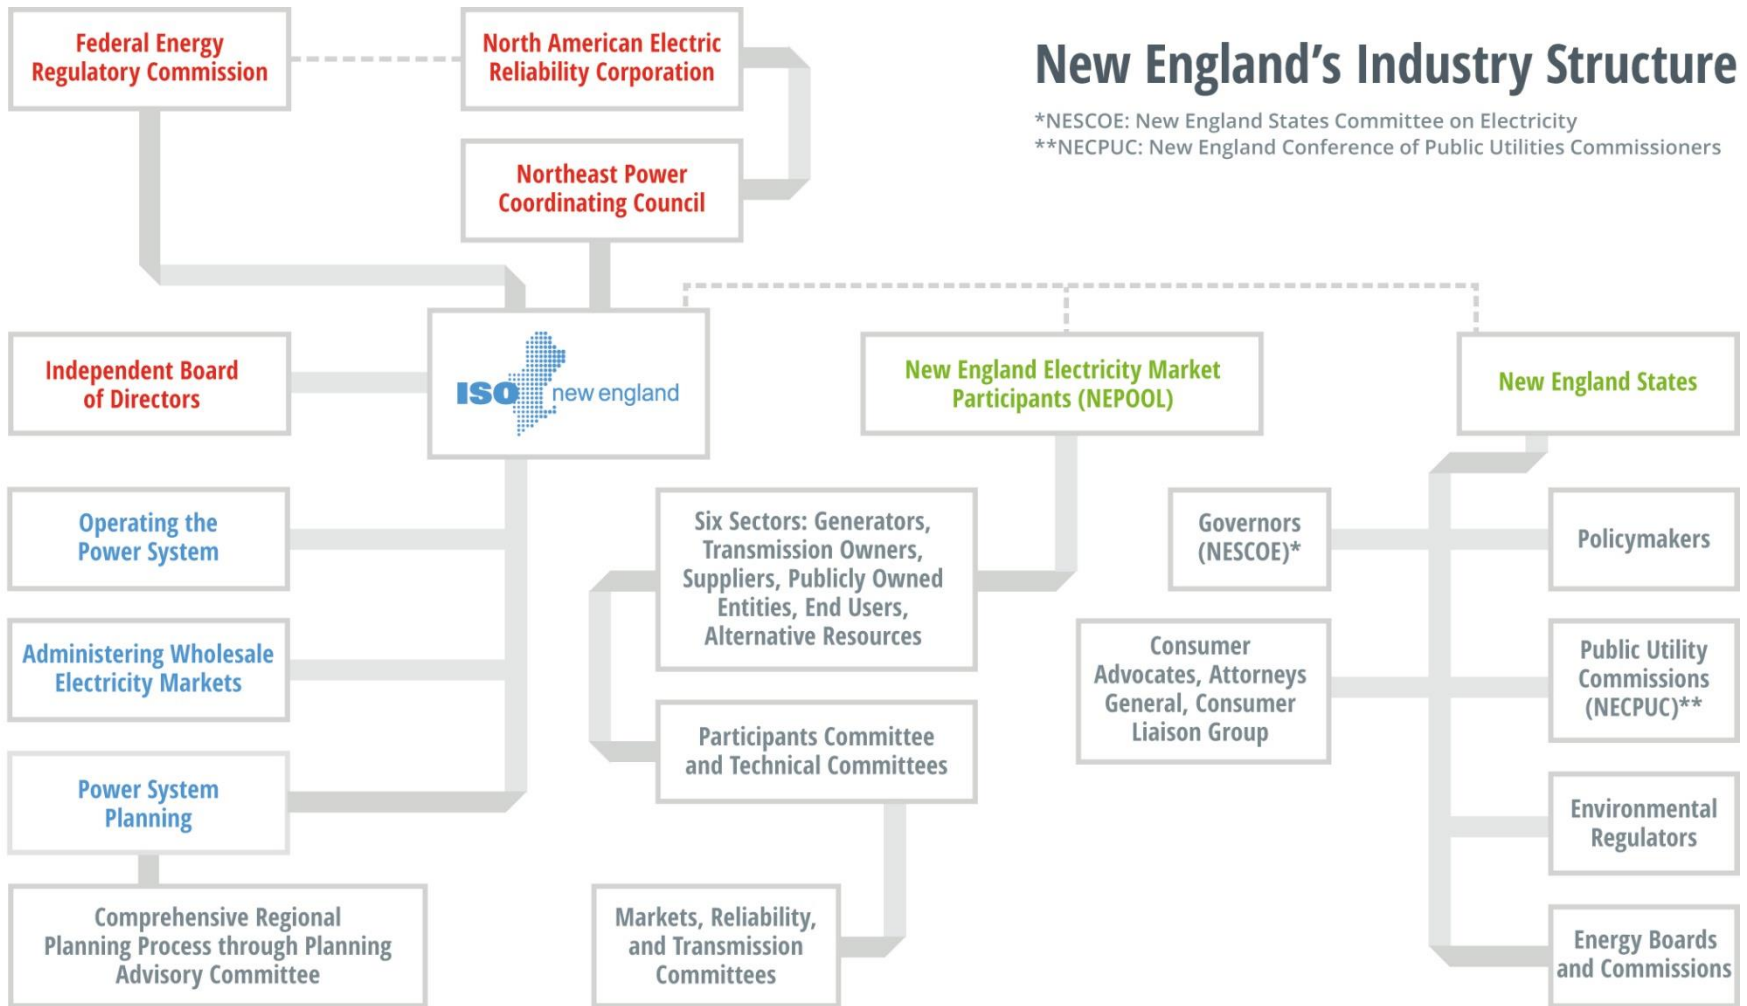 New England's Industry Structure
*NESCOE: New England States Committee on Electricity
**NECPUC: New England Conference of Public Utilities Commissioners
Federal Energy
Regulatory Commission
North American Electric
Reliability Corporation
Northeast Power
Coordinating Council
Independent Board
of Directors
ISO new england
New England Electricity Market
Participants (NEPOOL)
New England States
Operating the
Power System
Administering Wholesale
Electricity Markets
Power System
Planning
Comprehensive Regional
Planning Process through Planning
Advisory Committee
Six Sectors: Generators,
Transmission Owners,
Suppliers, Publicly Owned
Entities, End Users,
Alternative Resources
Participants Committee
and Technical Committees
Markets, Reliability,
and Transmission
Committees
Governors
(NESCOE)*
Policymakers
Consumer
Advocates, Attorneys
General, Consumer
Liaison Group
Public Utility
Commissions
(NECPUC)**
Environmental
Regulators
Energy Boards
and Commissions